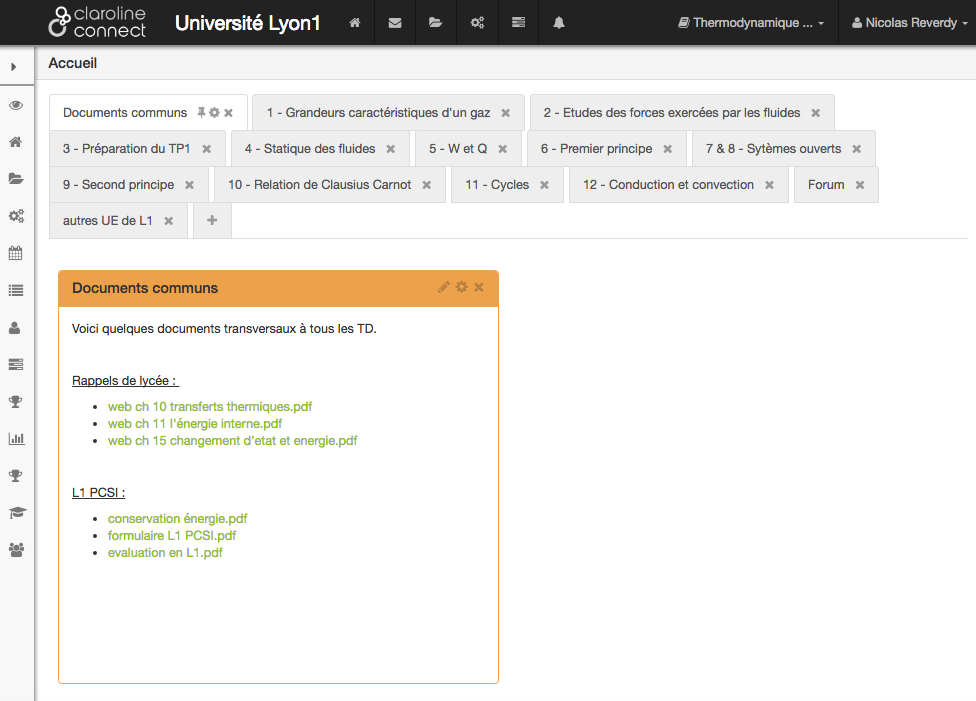 claroline connect Université Lyon1 Thermodynamique ... Nicolas Reverdy
Accueil
Documents communs 1 - Grandeurs caractéristiques d'un gaz 2 - Etudes des forces exercées par les fluides
3 - Préparation du TP1 4 - Statique des fluides 5 - W et Q 6 - Premier principe 7 & 8 - Sytèmes ouverts
9 - Second principe 10 - Relation de Clausius Carnot 11 - Cycles 12 - Conduction et convection Forum
autres UE de L1
Documents communs
Voici quelques documents transversaux à tous les TD.
Rappels de lycée :
web ch 10 transferts thermiques.pdf
web ch 11 l'énergie interne.pdf
web ch 15 changement d'etat et energie.pdf
L1 PCSI :
conservation énergie.pdf
formulaire L1 PCSI.pdf
evaluation en L1.pdf